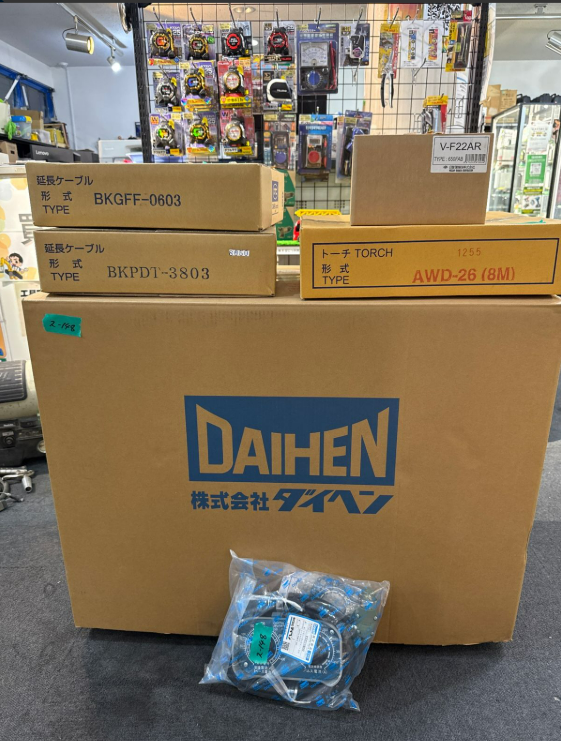 V-F22AR
延長ケーブル
形 式
TYPE
BKGFF-0603
延長ケーブル
形 式
TYPE
BKPDT-3803
トーチ TORCH
1255
形 式
TYPE
AWD-26 (8M)
DAIHEN
株式会社 ダイヘン